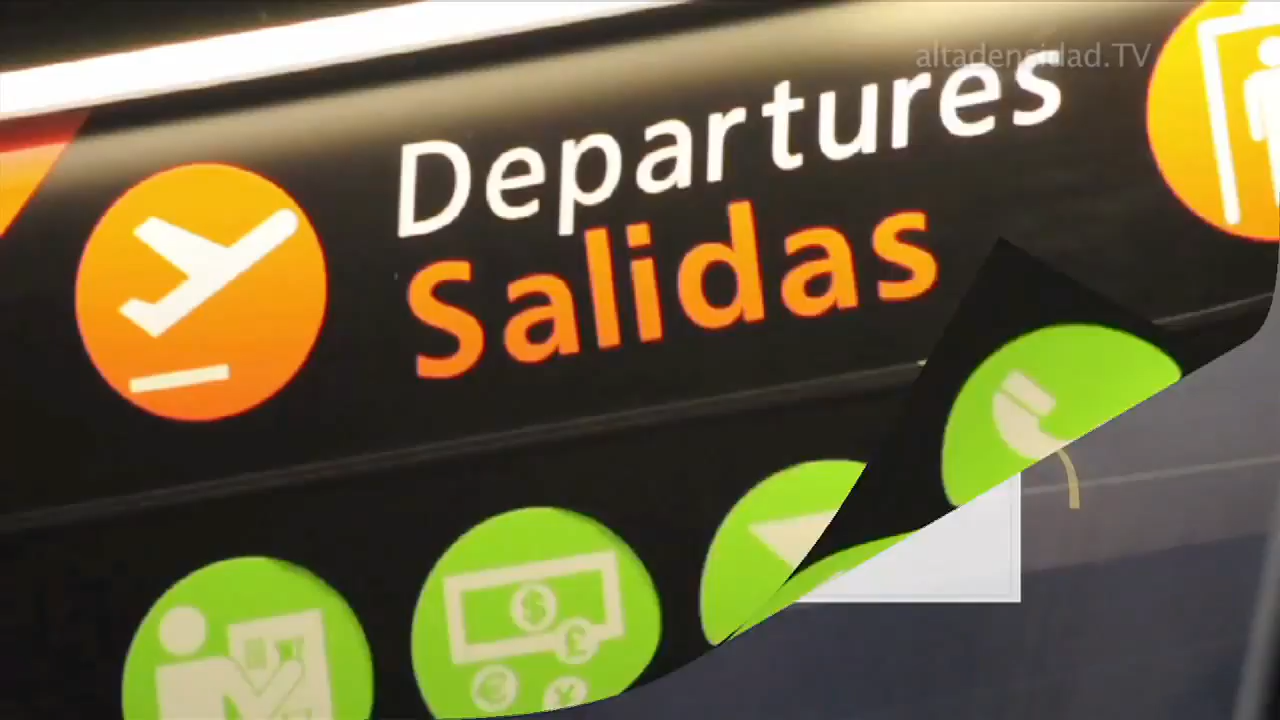 altadensidad.TV
Departures
Salidas
$
£
€
¥